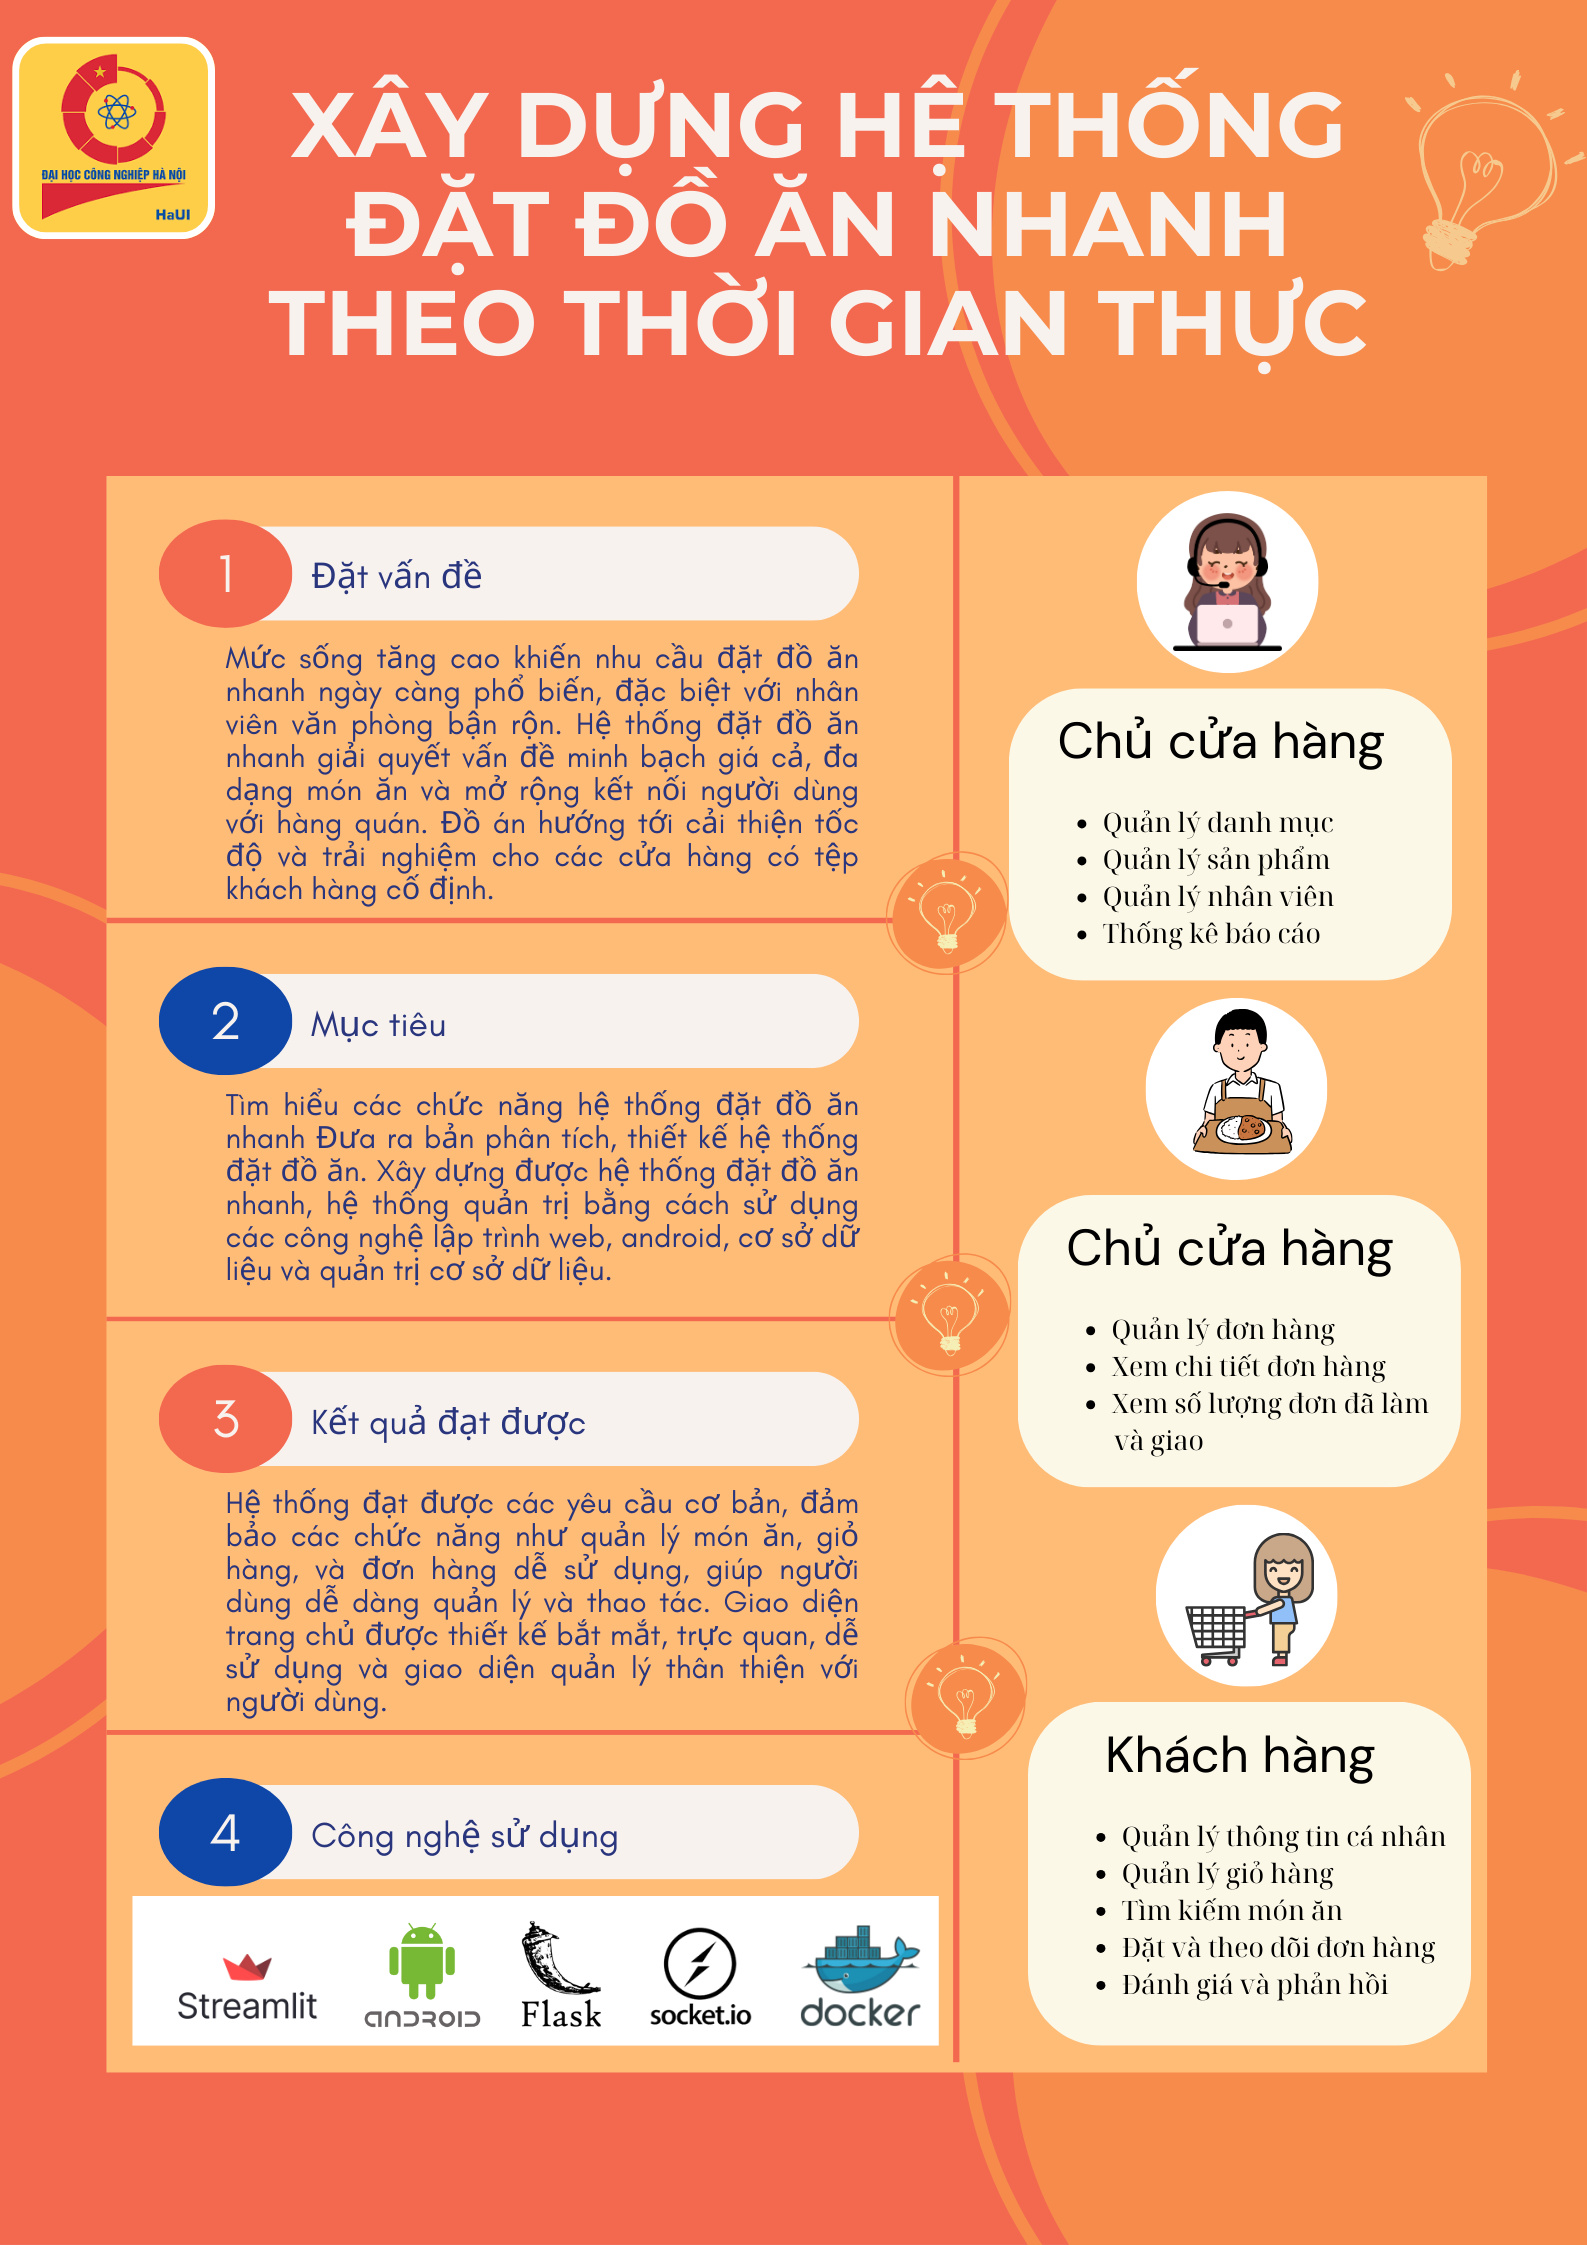 ĐẠI HỌC CÔNG NGHIỆP HÀ NỘI
HaUI
XÂY DỰNG HỆ THỐNG
ĐẶT ĐỒ ĂN NHANH
THEO THỜI GIAN THỰC
1
Đặt vấn đề
Mức sống tăng cao khiến nhu cầu đặt đồ ăn
nhanh ngày càng phổ biến, đặc biệt với nhân
viên văn phòng bận rộn. Hệ thống đặt đồ ăn
nhanh giải quyết vấn đề minh bạch giá cả, đa
dạng món ăn và mở rộng kết nối người dùng
với hàng quán. Đồ án hướng tới cải thiện tốc
độ và trải nghiệm cho các cửa hàng có tệp
khách hàng cố định.
2
Mục tiêu
Tìm hiểu các chức năng hệ thống đặt đồ ăn
nhanh Đưa ra bản phân tích, thiết kế hệ thống
đặt đồ ăn. Xây dựng được hệ thống đặt đồ ăn
nhanh, hệ thống quản trị bằng cách sử dụng
các công nghệ lập trình web, android, cơ sở dữ
liệu và quản trị cơ sở dữ liệu.
3
Kết quả đạt được
Hệ thống đạt được các yêu cầu cơ bản, đảm
bảo các chức năng như quản lý món ăn, giỏ
hàng, và đơn hàng dễ sử dụng, giúp người
dùng dễ dàng quản lý và thao tác. Giao diện
trang chủ được thiết kế bắt mắt, trực quan, dễ
sử dụng và giao diện quản lý thân thiện với
người dùng.
4
Công nghệ sử dụng
Streamlit
ANDROID
Flask
socket.io
docker
Chủ cửa hàng
• Quản lý danh mục
• Quản lý sản phẩm
• Quản lý nhân viên
• Thống kê báo cáo
Chủ cửa hàng
• Quản lý đơn hàng
• Xem chi tiết đơn hàng
• Xem số lượng đơn đã làm
và giao
Khách hàng
• Quản lý thông tin cá nhân
• Quản lý giỏ hàng
• Tìm kiếm món ăn
• Đặt và theo dõi đơn hàng
• Đánh giá và phản hồi